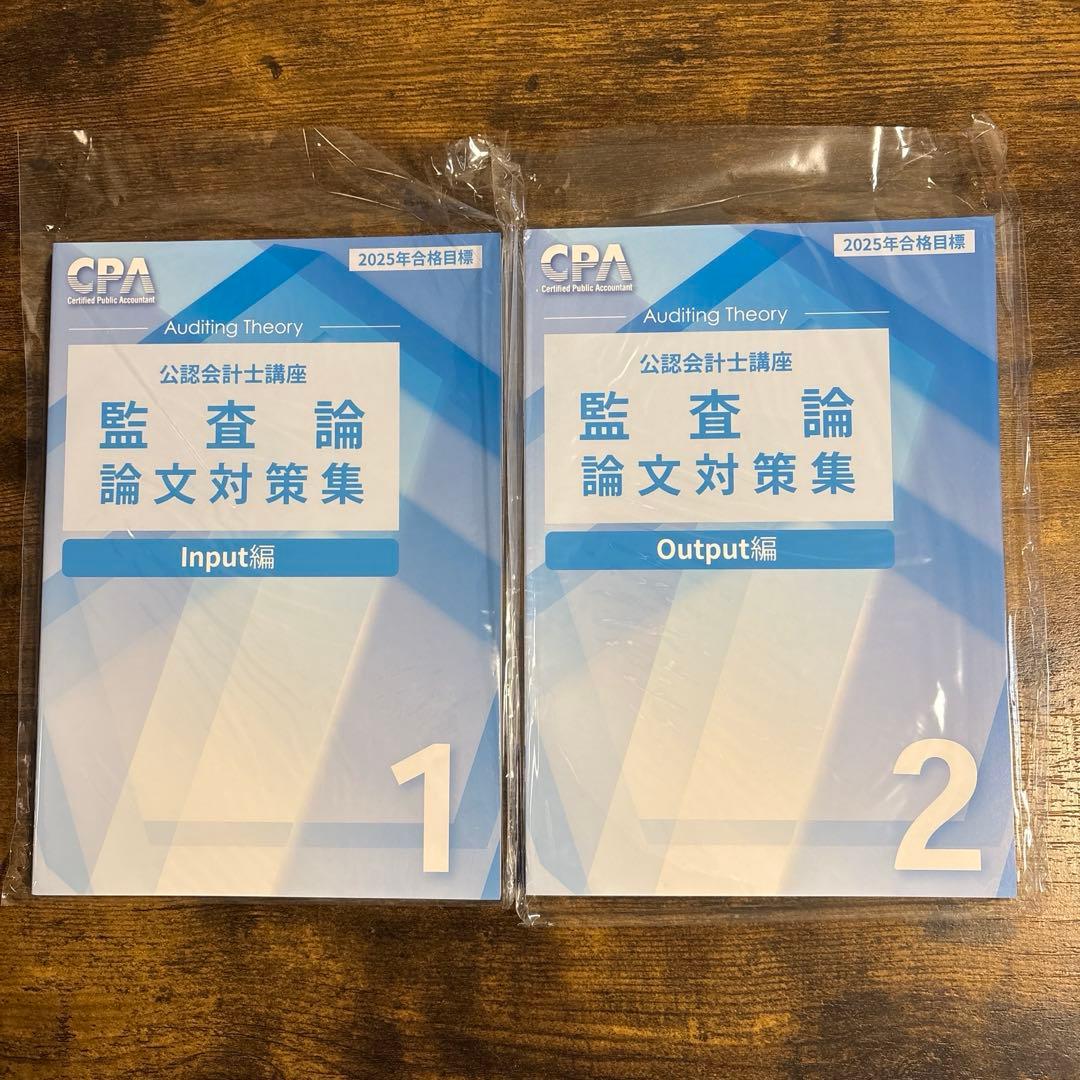 CPA
Certified Public Accountant
2025年合格目標
Auditing Theory
公認会計士講座
監査論
論文対策集
Input編
1
CPA
Certified Public Accountant
2025年合格目標
Auditing Theory
公認会計士講座
監査論
論文対策集
Output編
2